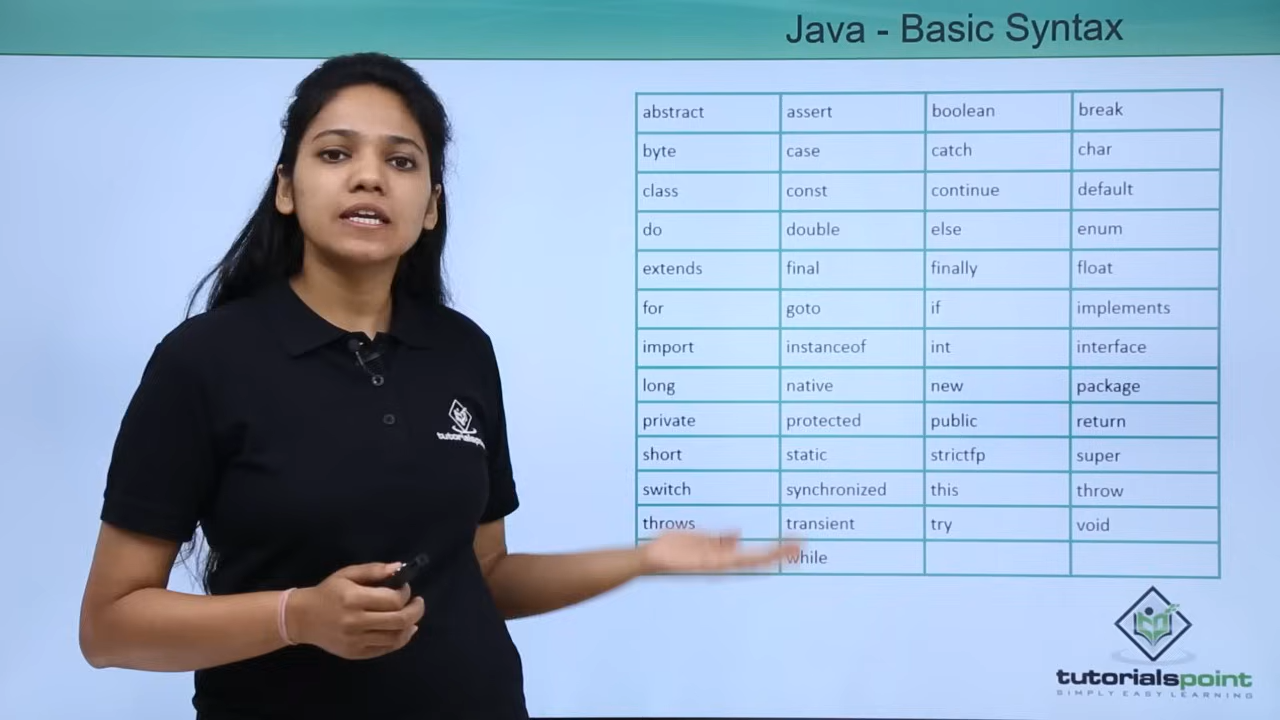 Java - Basic Syntax
abstract assert boolean break
byte case catch char
class const continue default
do double else enum
extends final finally float
for goto if implements
import instanceof int interface
long native new package
private protected public return
short static strictfp super
switch synchronized this throw
throws transient try void
while
tutorialspoint
tutorialspoint
SIMPLY EASY LEARNING